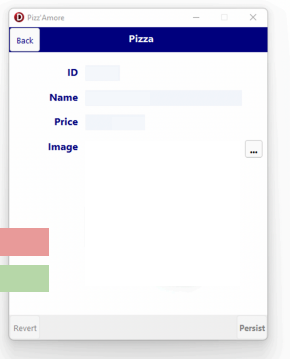 Pizz'Amore
Back Pizza
ID
Name
Price
Image ...
Revert Persist